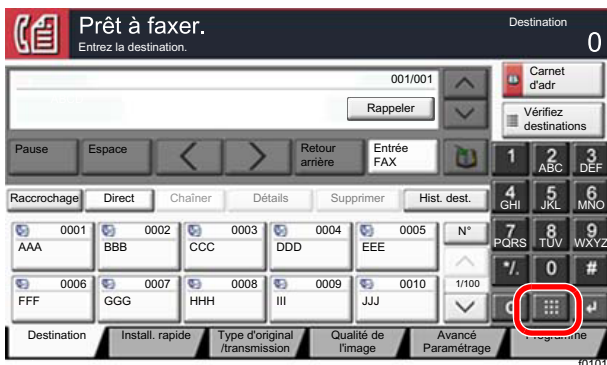 Prêt à faxer.
Entrez la destination.
Destination
0
001/001
Rappeler
Carnet
d'adr
Vérifiez
destinations
Pause
Espace
Retour
arrière
Entrée
FAX
1
2
ABC
3
DEF
Raccrochage
Direct
Chaîner
Détails
Supprimer
Hist. dest.
4
GHI
5
JKL
6
MNO
0001
AAA
0002
BBB
0003
CCC
0004
DDD
0005
EEE
N°
7
PQRS
8
TUV
9
WXYZ
0006
FFF
0007
GGG
0008
HHH
0009
III
0010
JJJ
1/100
*/.
0
#
C
Destination
Install. rapide
Type d'original
/transmission
Qualité de
l'image
Avancé
Paramétrage
Programme
f0101